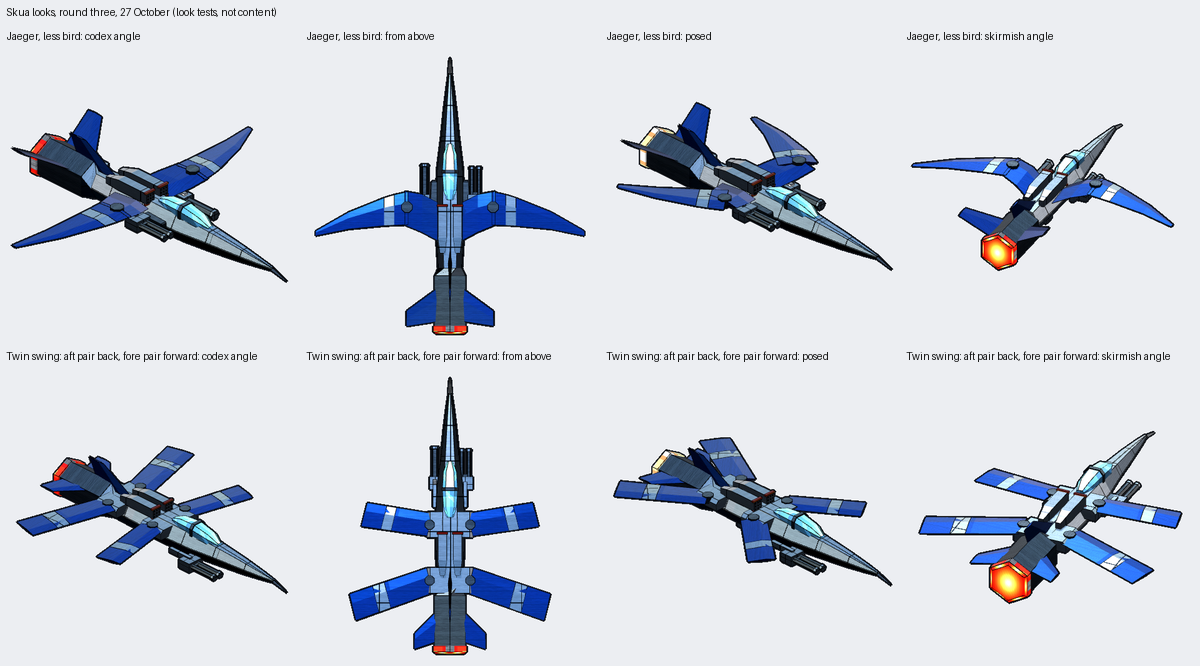 Skua looks, round three, 27 October (look tests, not content)
Jaeger, less bird: codex angle
Jaeger, less bird: from above
Jaeger, less bird: posed
Jaeger, less bird: skirmish angle
Twin swing: aft pair back, fore pair forward: codex angle
Twin swing: aft pair back, fore pair forward: from above
Twin swing: aft pair back, fore pair forward: posed
Twin swing: aft pair back, fore pair forward: skirmish angle